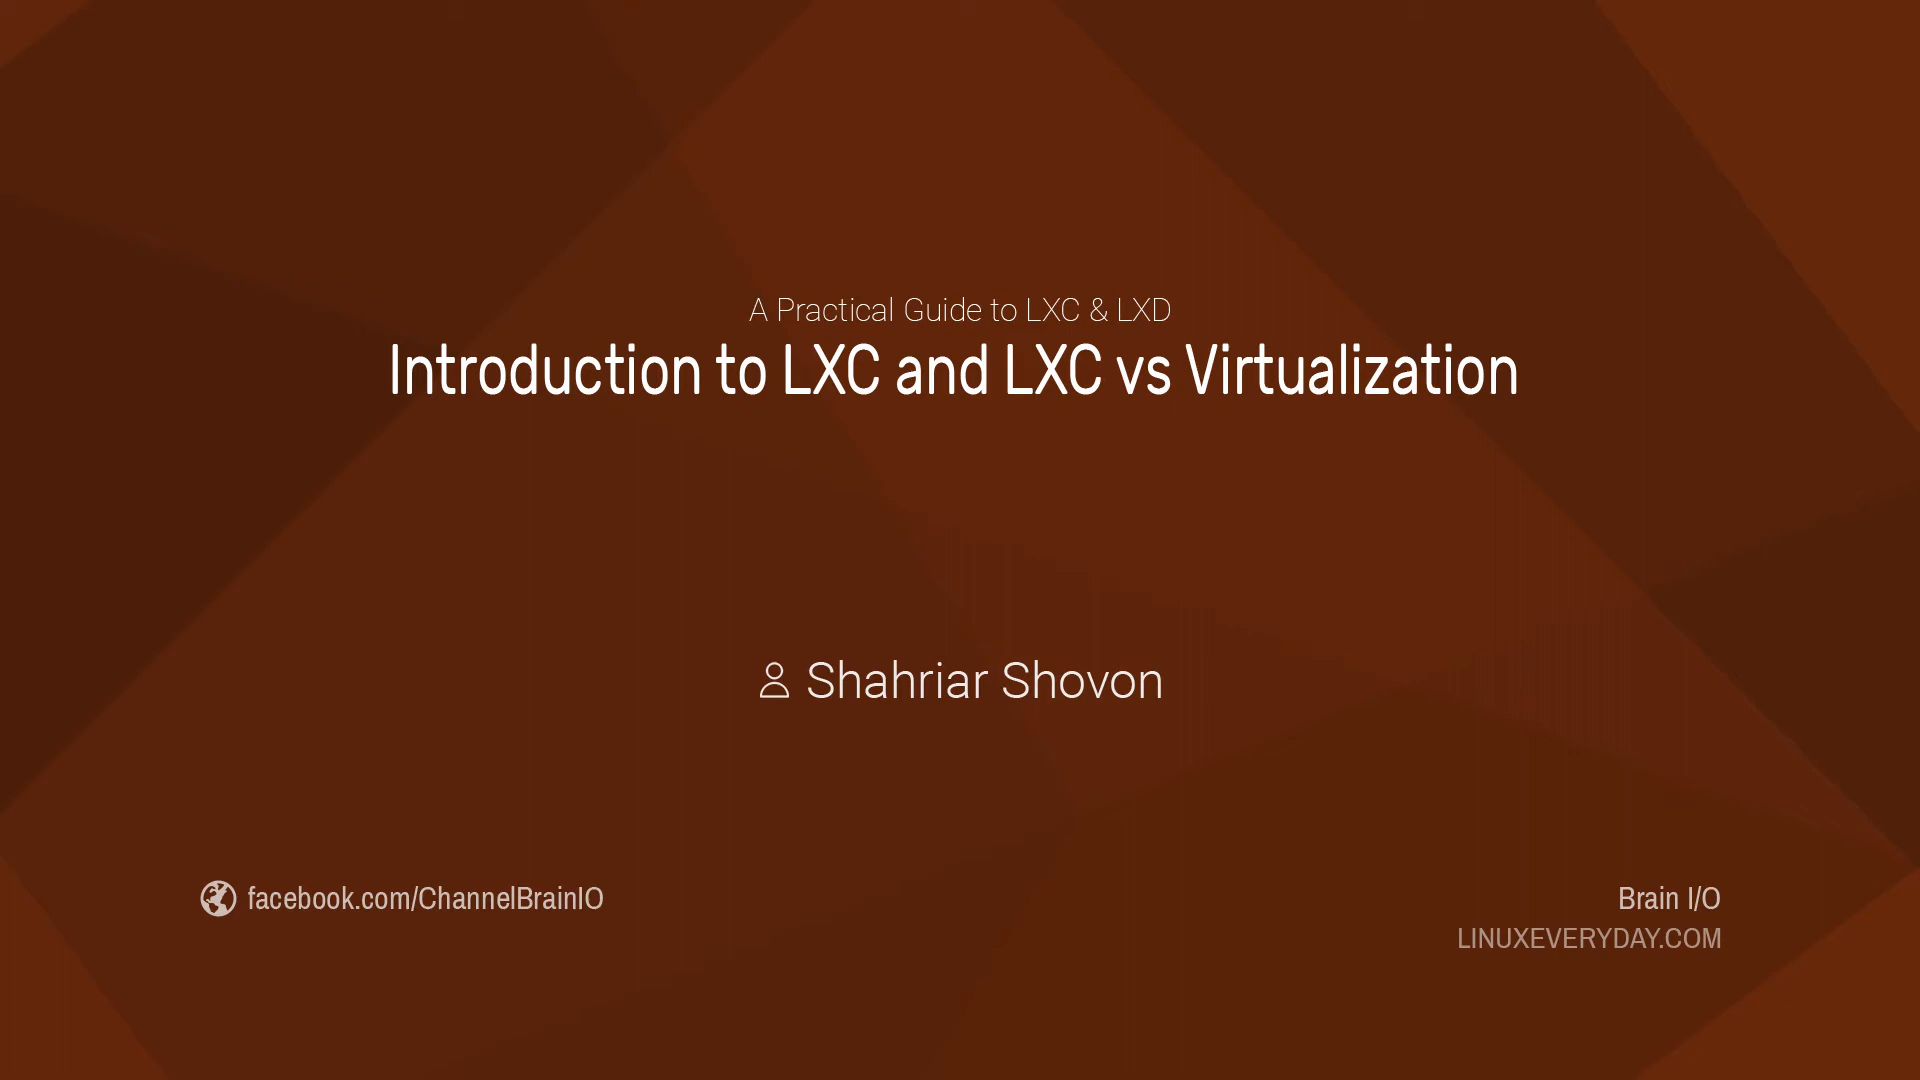 A Practical Guide to LXC & LXD
Introduction to LXC and LXC vs Virtualization
Shahriar Shovon
facebook.com/ChannelBrainIO
Brain I/O
LINUXEVERYDAY.COM